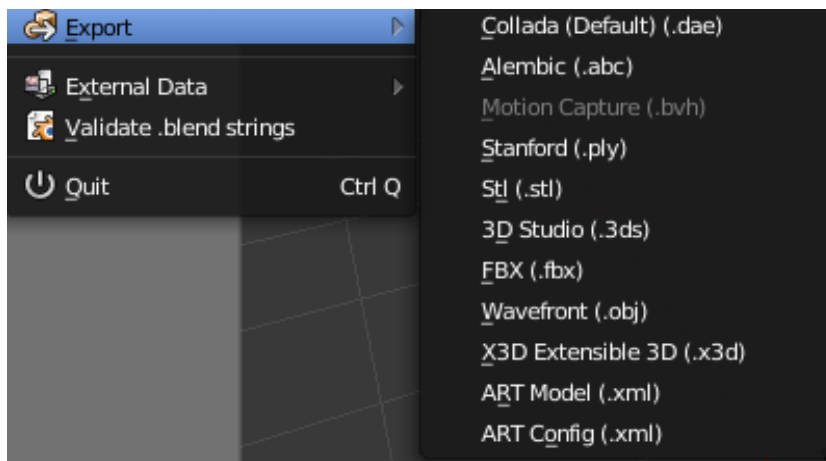 Export
External Data
Validate .blend strings
Quit Ctrl Q
Collada (Default) (.dae)
Alembic (.abc)
Motion Capture (.bvh)
Stanford (.ply)
Stl (.stl)
3D Studio (.3ds)
FBX (.fbx)
Wavefront (.obj)
X3D Extensible 3D (.x3d)
ART Model (.xml)
ART Config (.xml)